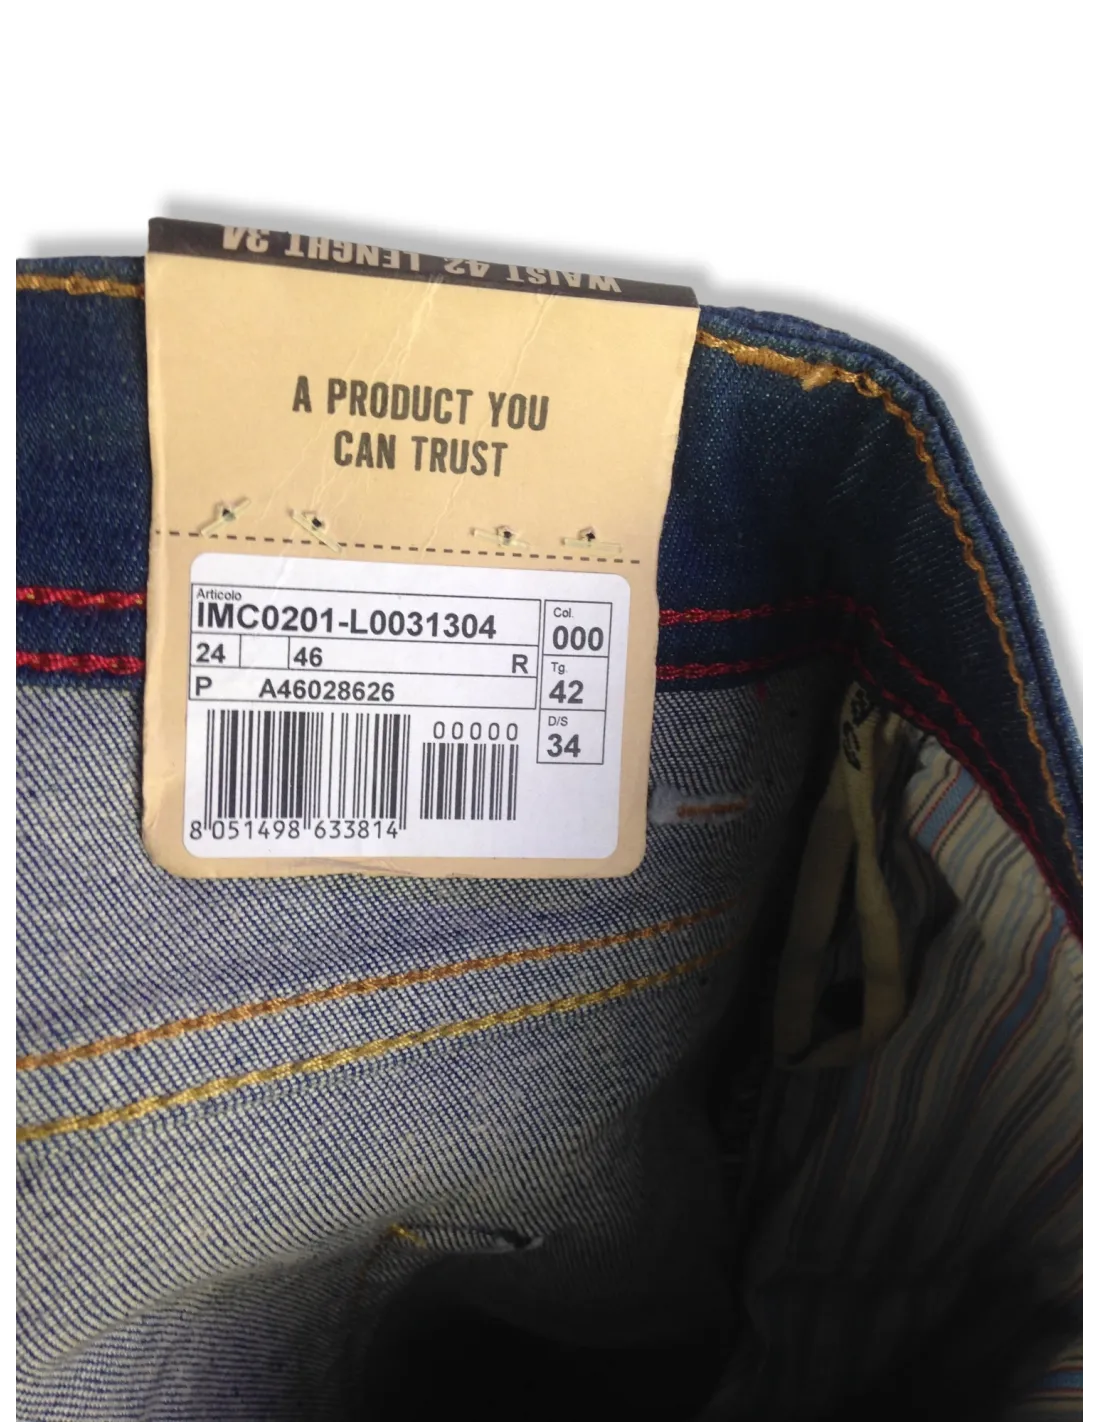 WAIST 42 LENGHT 34
A PRODUCT YOU
CAN TRUST
Articolo
IMC0201-L0031304
24 46 R
P A46028626
Col.
000
Tg.
42
D/S
34
00000
8 051498 633814